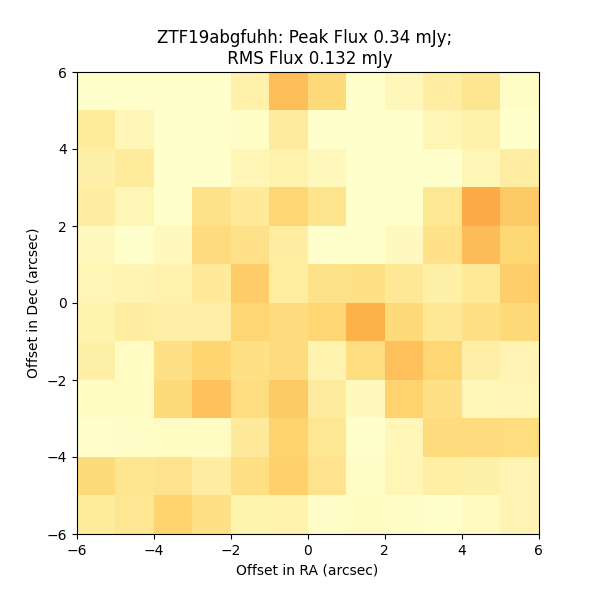 ZTF19abgfuhh: Peak Flux 0.34 mJy;
RMS Flux 0.132 mJy
6
4
2
0
−2
−4
−6
Offset in Dec (arcsec)
−6 −4 −2 0 2 4 6
Offset in RA (arcsec)